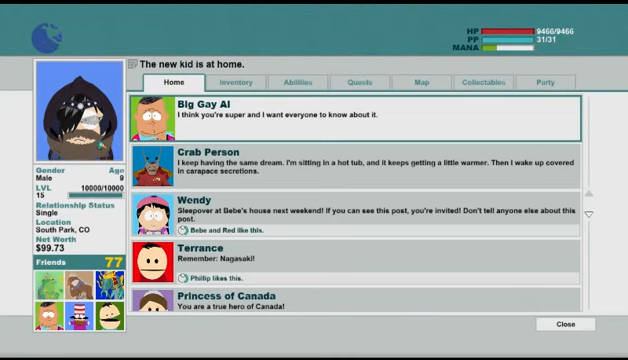 HP 9466/9466
PP 31/31
MANA
The new kid is at home.
Home Inventory Abilities Quests Map Collectables Party
Big Gay Al
I think you're super and I want everyone to know about it.
Crab Person
I keep having the same dream. I'm sitting in a hot tub, and it keeps getting a little warmer. Then I wake up covered
in carapace secretions.
Wendy
Sleepover at Bebe's house next weekend! If you can see this post, you're invited! Don't tell anyone else about this
post.
Bebe and Red like this.
Terrance
Remember: Nagasaki!
Phillip likes this.
Princess of Canada
You are a true hero of Canada!
Gender Age
Male 9
LVL 10000/10000
15
Relationship Status
Single
Location
South Park, CO
Net Worth
$99.73
Friends 77
Close